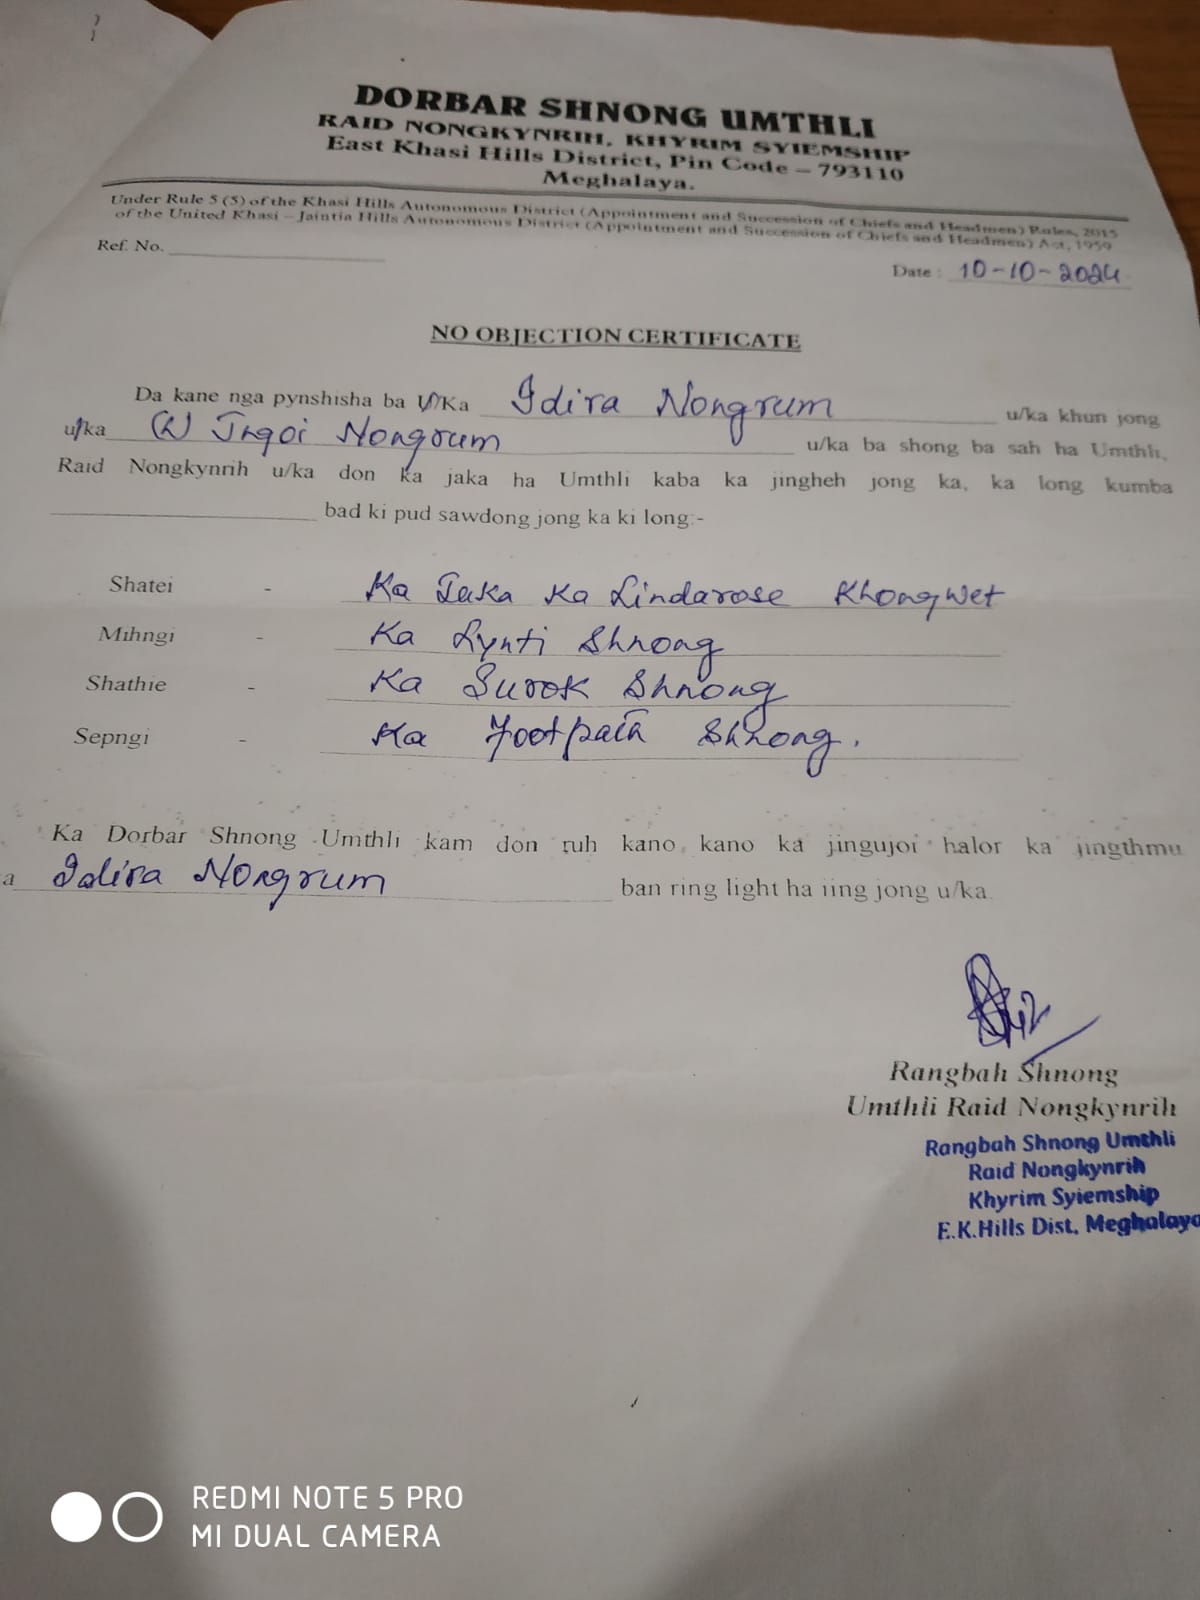 DORBAR SHNONG UMTHLI
RAID NONGKYNRIH, KHYRIM SYIEMSHIP
East Khasi Hills District, Pin Code – 793110
Meghalaya.
Under Rule 5 (5) of the Khasi Hills Autonomous District (Appointment and Succession of Chiefs and Headmen) Rules, 2015
of the United Khasi – Jaintia Hills Autonomous District (Appointment and Succession of Chiefs and Headmen) Act, 1959
Ref. No.
Date : 10-10-2024
NO OBJECTION CERTIFICATE
Da kane nga pynshisha ba U/Ka Idira Nongrum u/ka khun jong
u/ka (L) Jngoi Nongrum u/ka ba shong ba sah ha Umthli,
Raid Nongkynrih u/ka don ka jaka ha Umthli kaba ka jingheh jong ka, ka long kumba
bad ki pud sawdong jong ka ki long:-
Shatei - Ka Jaka Ka Lindarose Khongwet
Mihngi - Ka Lynti Shnong
Shathie - Ka Surok Shnong
Sepngi - Ka Footpath Shnong.
Ka Dorbar Shnong Umthli kam don ruh kano kano ka jingujoi halor ka jingthmu
a Idira Nongrum ban ring light ha iing jong u/ka.
Rangbah Shnong
Umthli Raid Nongkynrih
Rangbah Shnong Umthli
Raid Nongkynrih
Khyrim Syiemship
E.K.Hills Dist, Meghalaya
REDMI NOTE 5 PRO
MI DUAL CAMERA